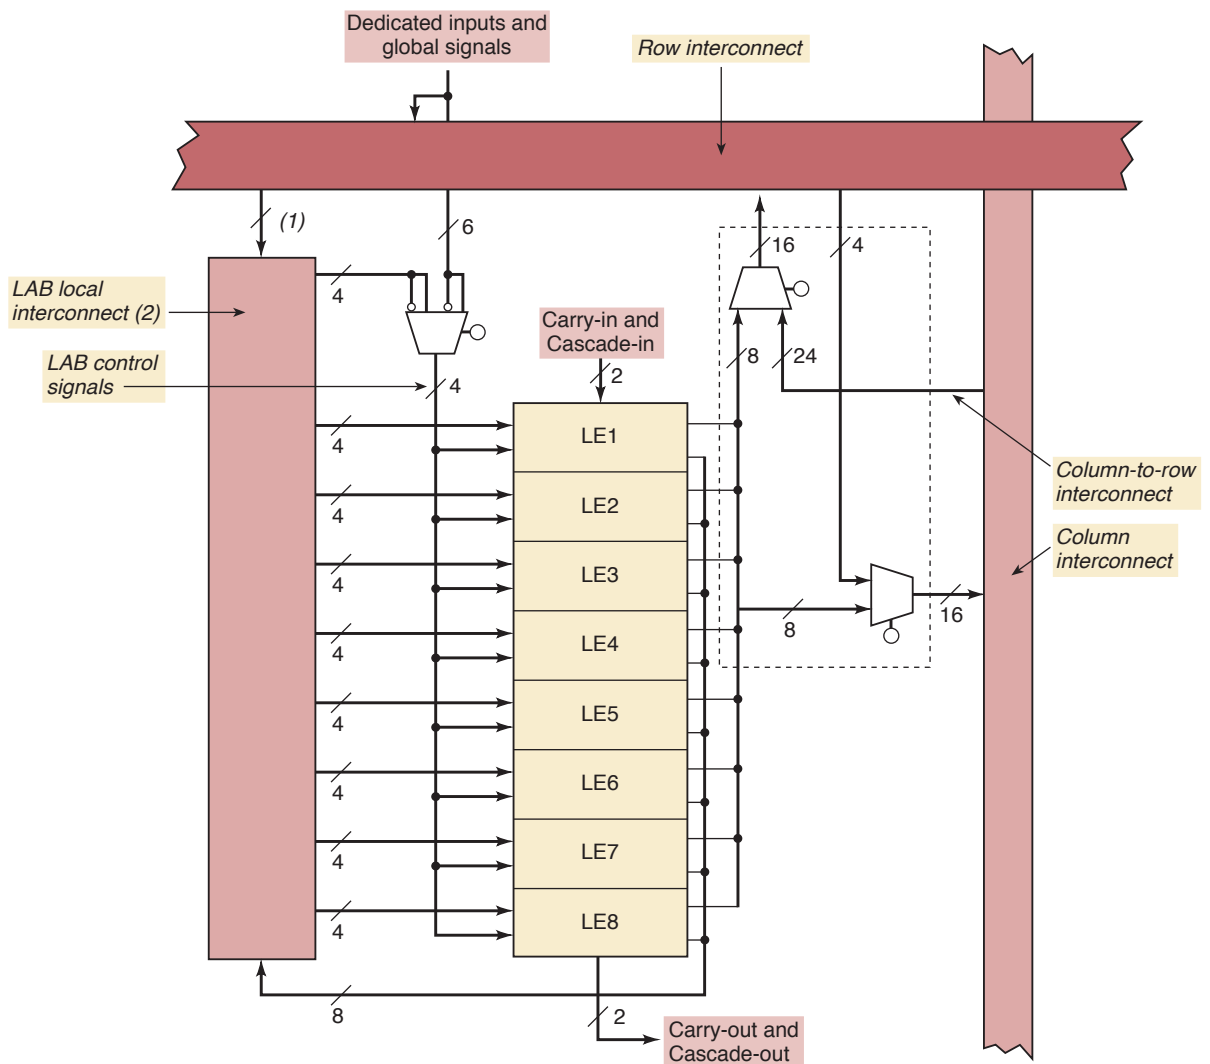 Dedicated inputs and
global signals
Row interconnect
(1)
6
16
4
4
LAB local
interconnect (2)
Carry-in and
Cascade-in
8
24
LAB control
signals
4
2
4
LE1
Column-to-row
interconnect
4
LE2
Column
interconnect
4
LE3
8
16
4
LE4
4
LE5
4
LE6
4
LE7
4
LE8
8
2
Carry-out and
Cascade-out